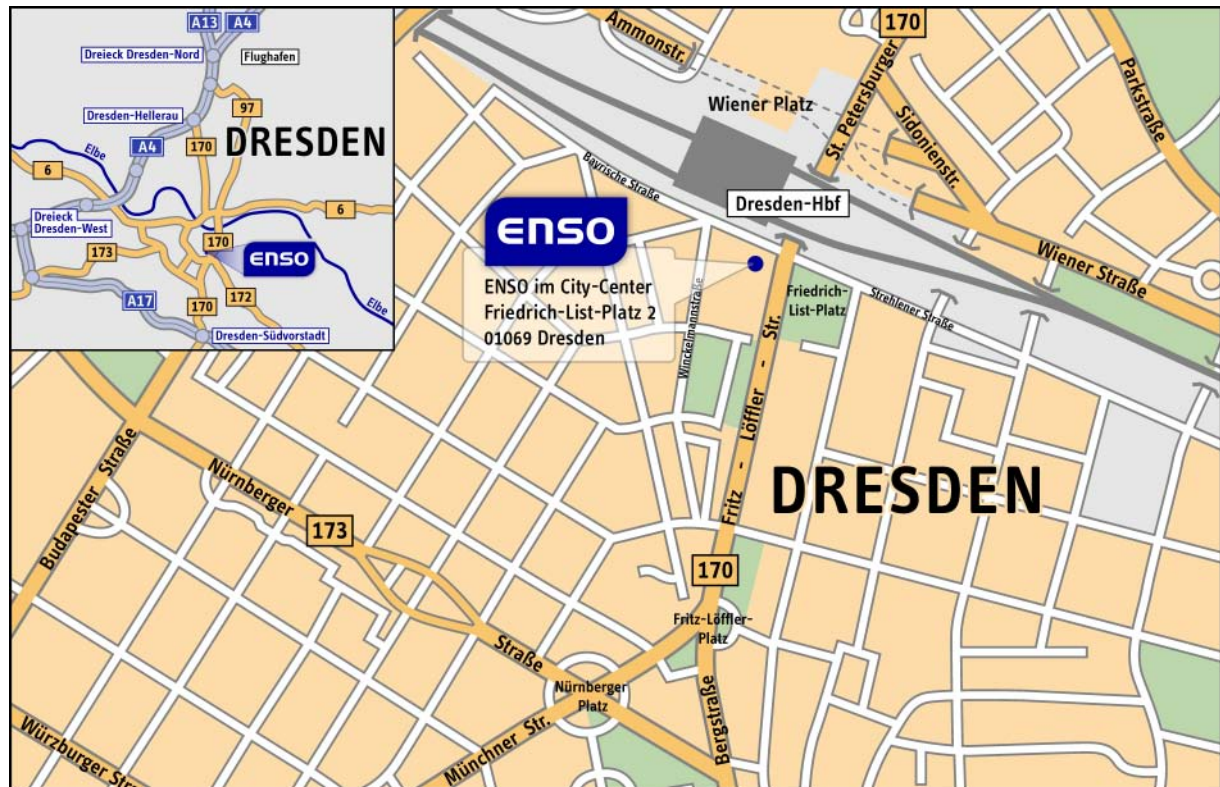 A13
A4
Dreieck Dresden-Nord
Flughafen
Dresden-Hellerau
97
A4
170
DRESDEN
Elbe
6
6
Dreieck
Dresden-West
173
170
ENSO
A17
170
172
Elbe
Dresden-Südvorstadt
Ammonstr.
170
Parkstraße
Wiener Platz
St. Petersburger
Sidonienstr.
Bayrische Straße
Dresden-Hbf
Wiener Straße
ENSO
ENSO im City-Center
Friedrich-List-Platz 2
01069 Dresden
Winckelmannstraße
Friedrich-
List-Platz
Strehlener Straße
Fritz - Löffler - Str.
DRESDEN
Budapester Straße
Nürnberger
173
Straße
170
Fritz-Löffler-
Platz
Nürnberger
Platz
Münchner Str.
Bergstraße
Würzburger Str